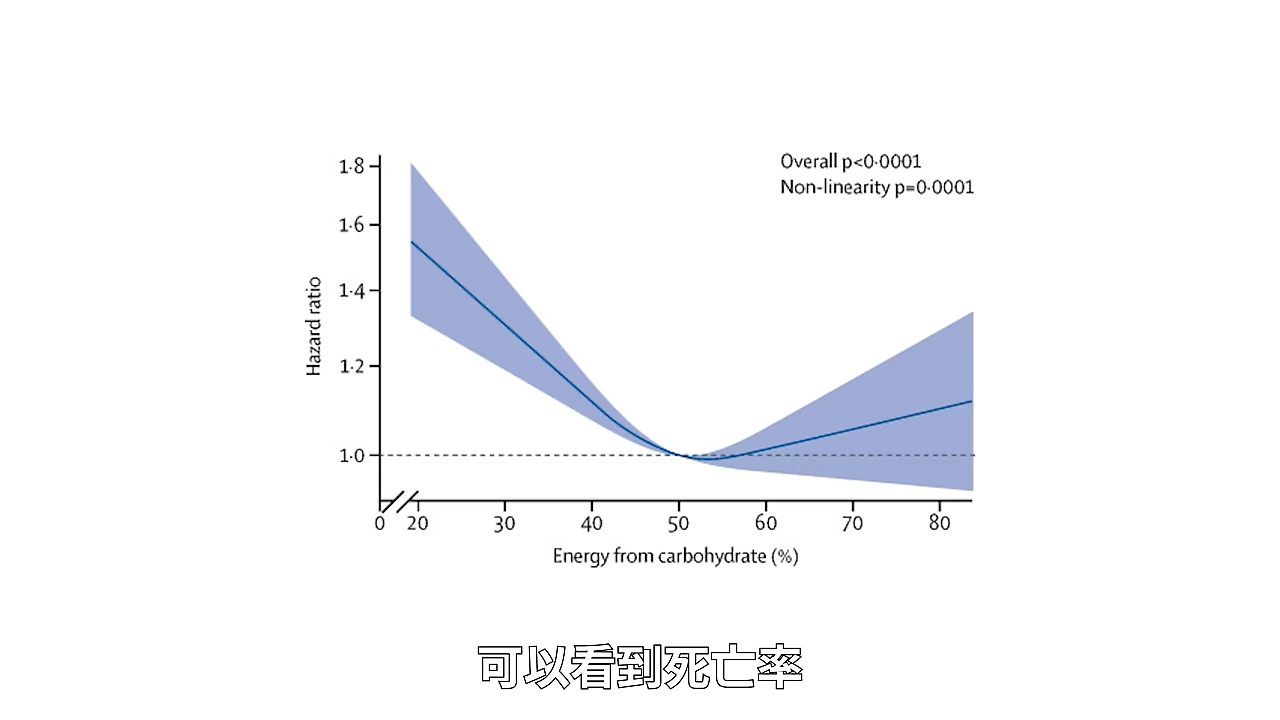 Overall p<0·0001
Non-linearity p=0·0001
1·8
1·6
1·4
1·2
1·0
Hazard ratio
0 20 30 40 50 60 70 80
Energy from carbohydrate (%)
可以看到死亡率